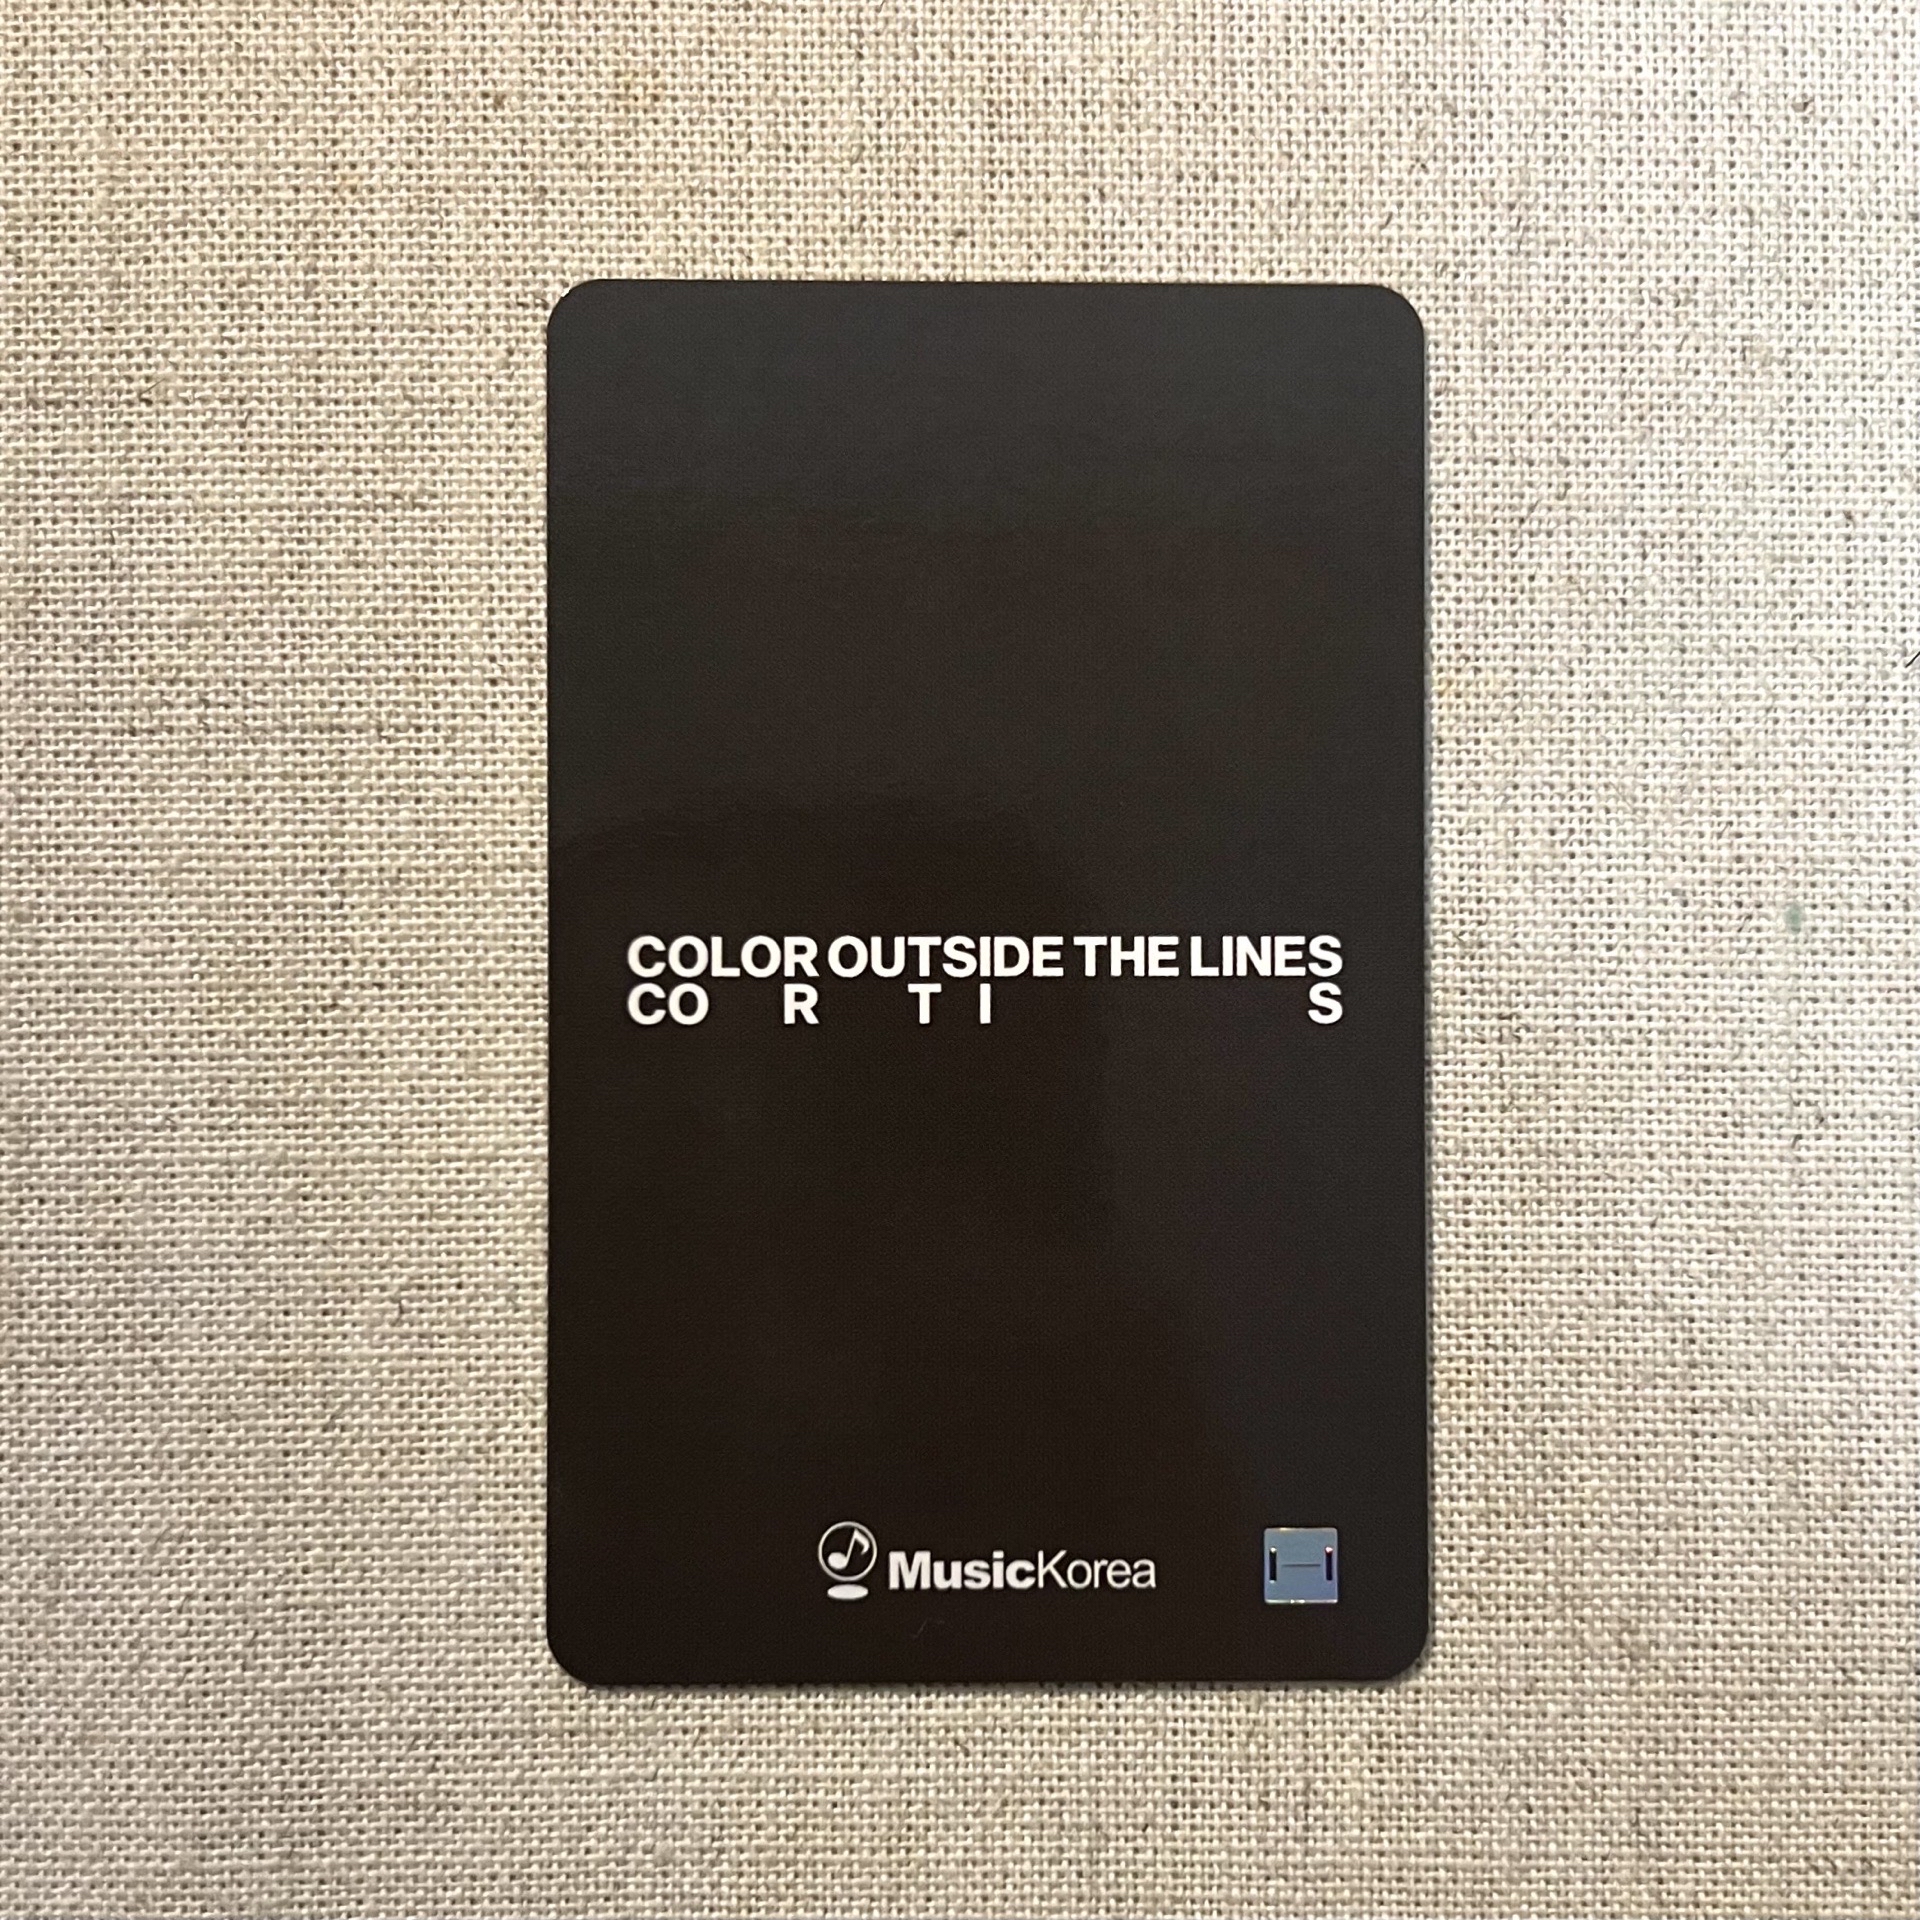 COLOR OUTSIDE THE LINES
CO R T I S
MusicKorea